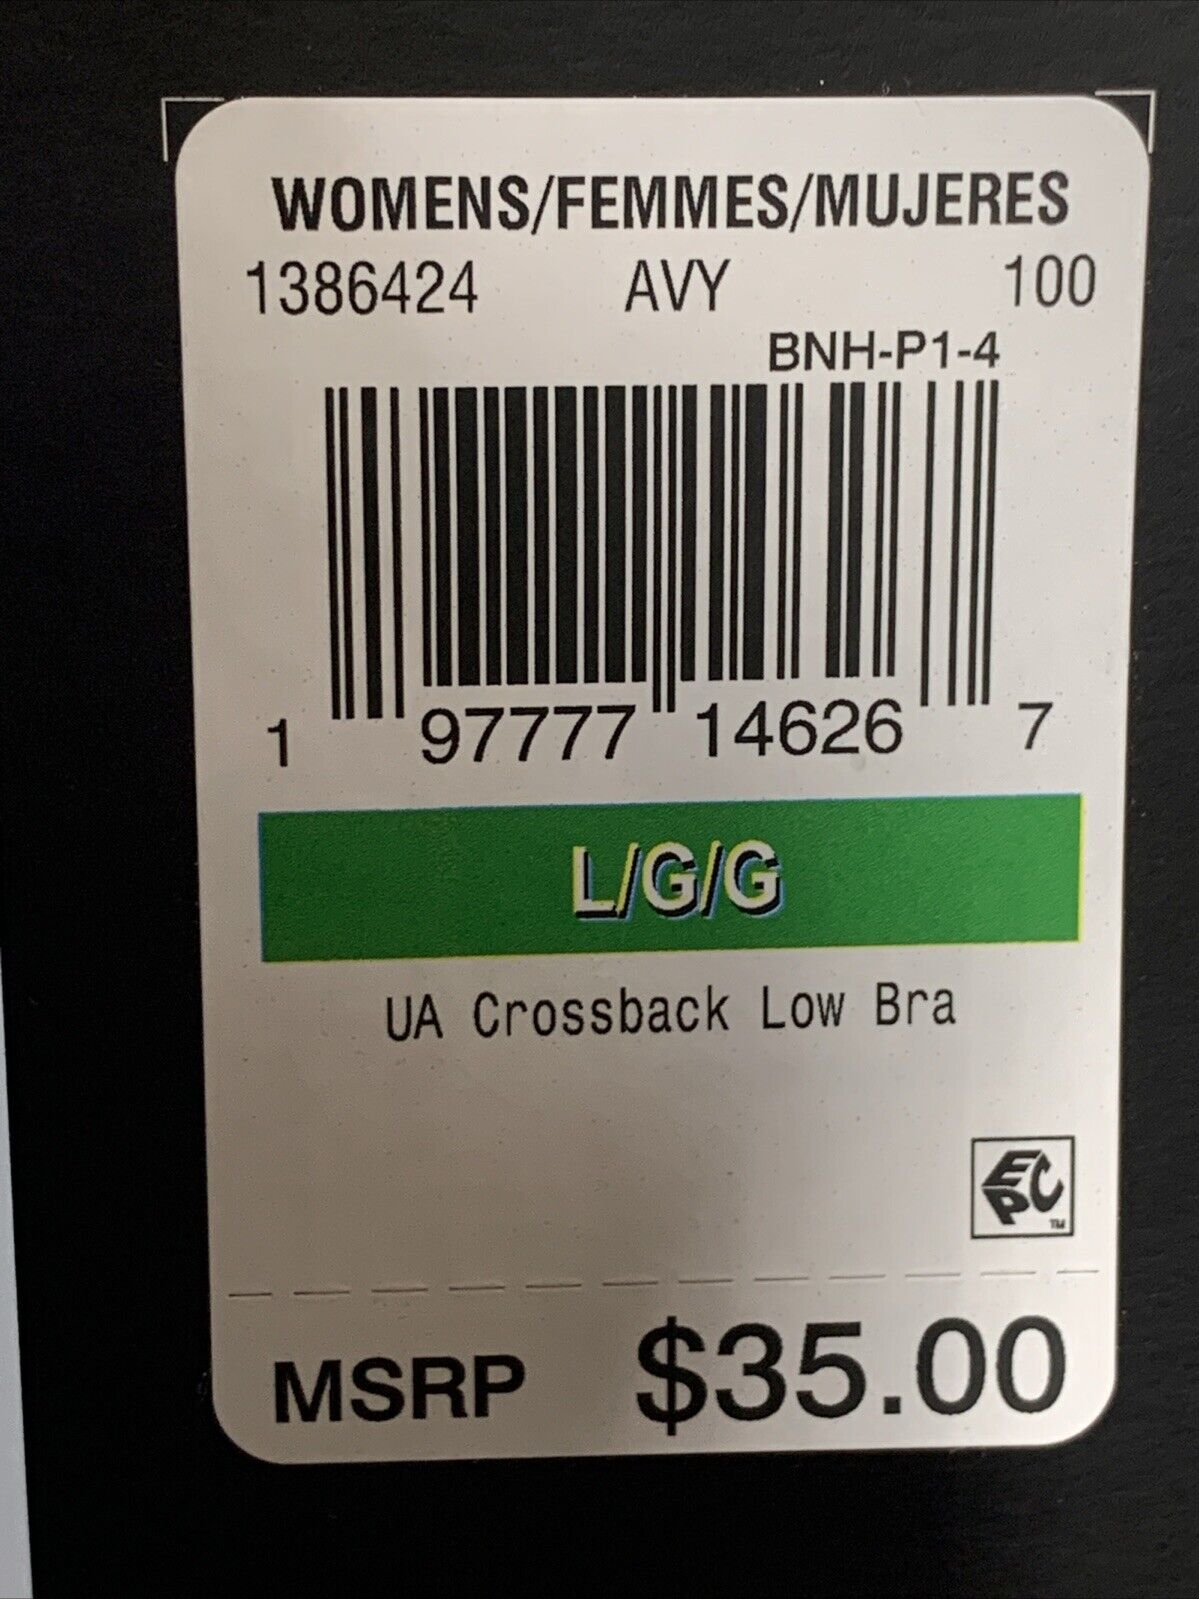 WOMENS/FEMMES/MUJERES
1386424 AVY 100
BNH-P1-4
1 97777 14626 7
L/G/G
UA Crossback Low Bra
EPC TM
MSRP $35.00